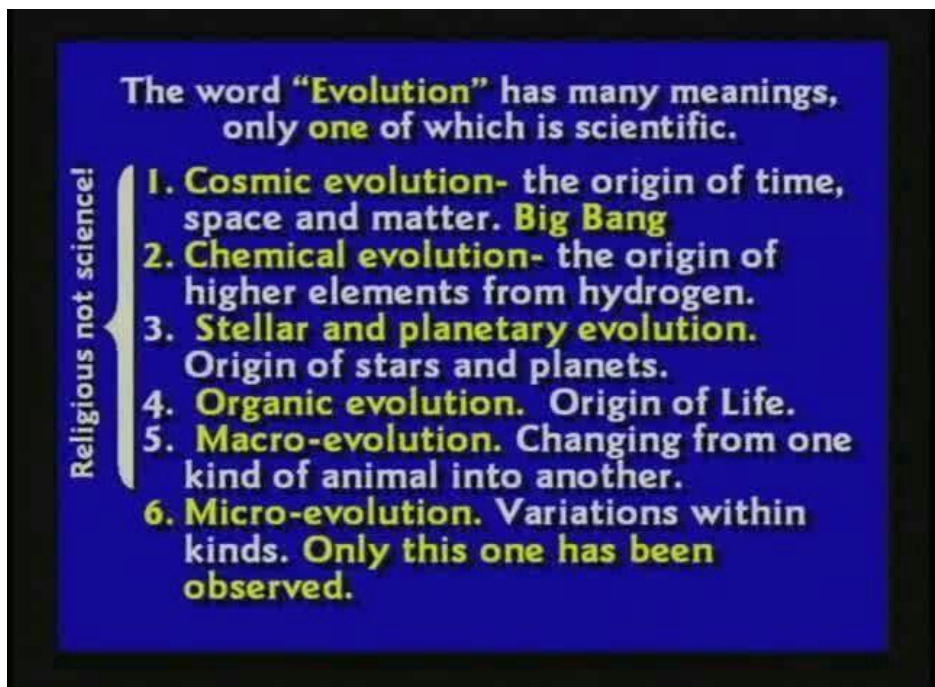 The word “Evolution” has many meanings,
only one of which is scientific.
Religious not science!
1. Cosmic evolution- the origin of time,
space and matter. Big Bang
2. Chemical evolution- the origin of
higher elements from hydrogen.
3. Stellar and planetary evolution.
Origin of stars and planets.
4. Organic evolution. Origin of Life.
5. Macro-evolution. Changing from one
kind of animal into another.
6. Micro-evolution. Variations within
kinds. Only this one has been
observed.